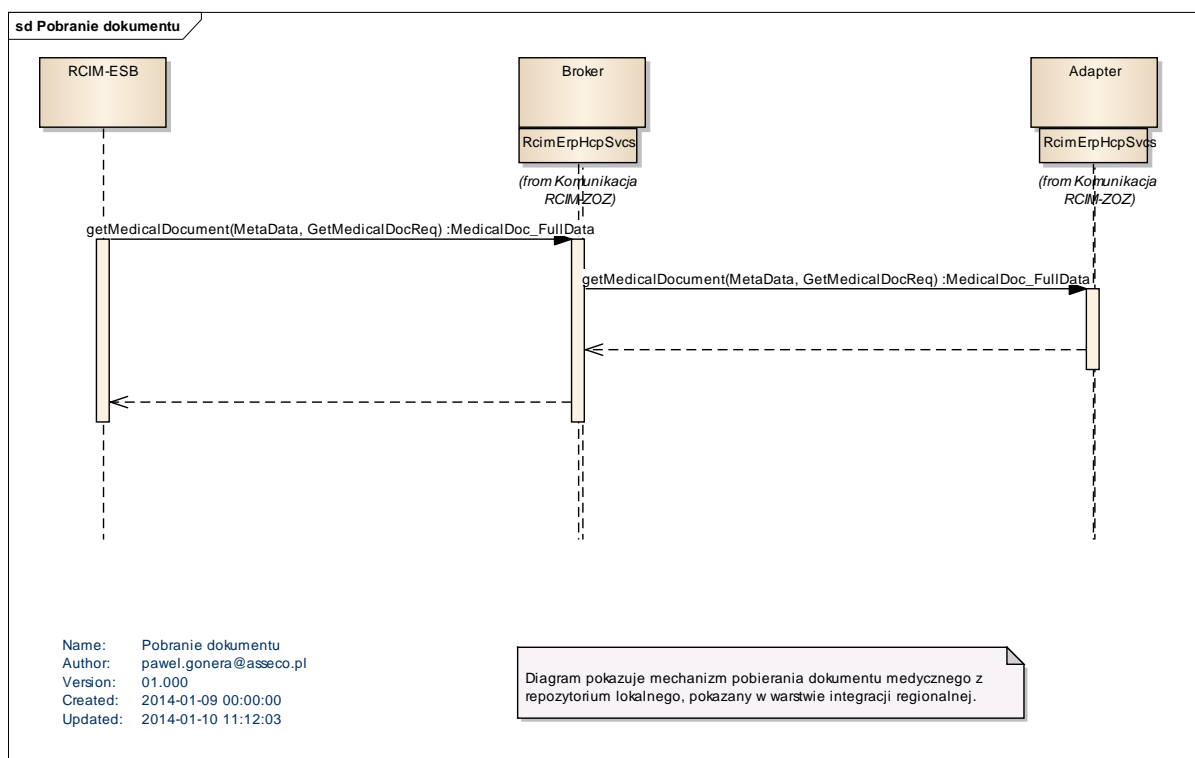 sd Pobranie dokumentu
RCIM-ESB
Broker
Adapter
RcimErpHcpSvcs
RcimErpHcpSvcs
(from Komunikacja
RCIM-ZOZ)
(from Komunikacja
RCIM-ZOZ)
getMedicalDocument(MetaData, GetMedicalDocReq) :MedicalDoc_FullData
getMedicalDocument(MetaData, GetMedicalDocReq) :MedicalDoc_FullData
Name: Pobranie dokumentu
Author: pawel.gonera@asseco.pl
Version: 01.000
Created: 2014-01-09 00:00:00
Updated: 2014-01-10 11:12:03
Diagram pokazuje mechanizm pobierania dokumentu medycznego z
repozytorium lokalnego, pokazany w warstwie integracji regionalnej.